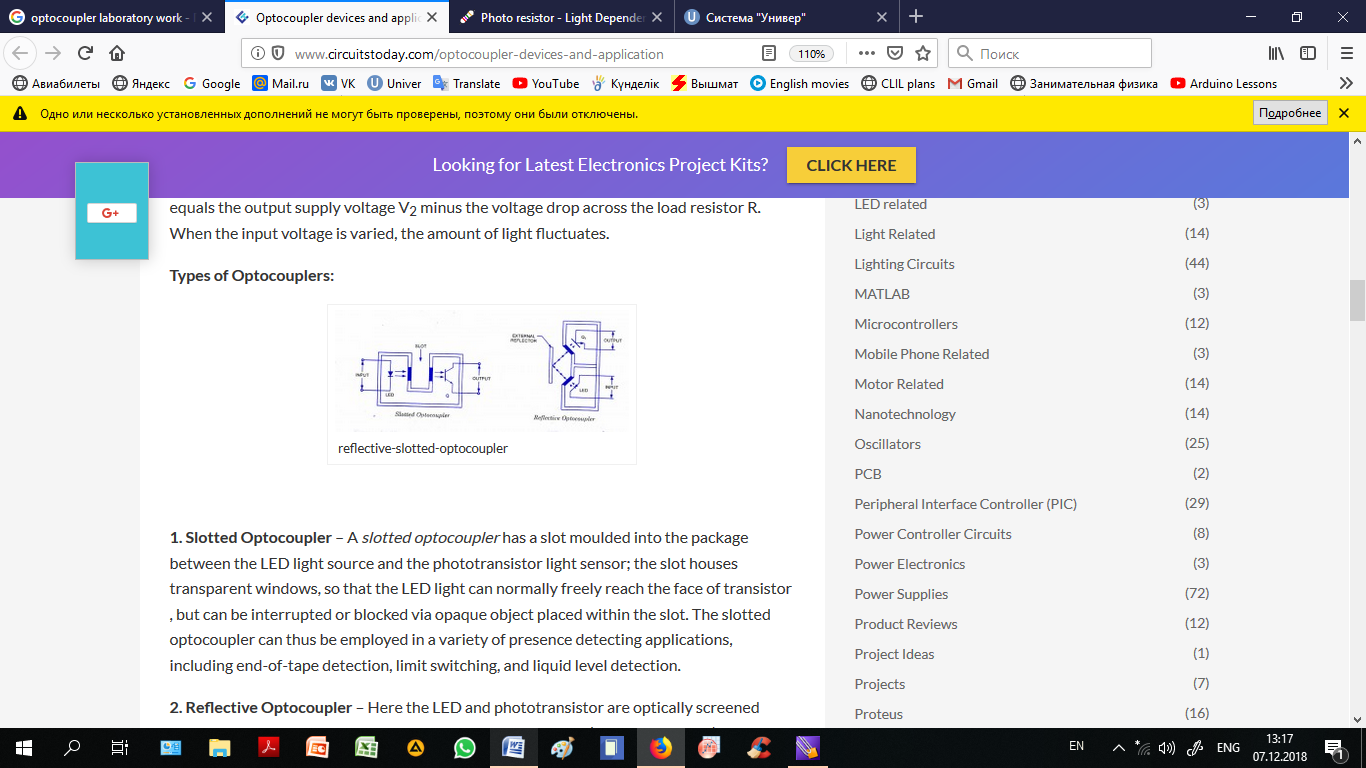 optocoupler laboratory work -
Optocoupler devices and applic
Photo resistor - Light Depende
Система "Универ"
www.circuitstoday.com/optocoupler-devices-and-application
110%
Поиск
Авиабилеты
Яндекс
Google
Mail.ru
VK
Univer
Translate
YouTube
Күнделік
Вышмат
English movies
CLIL plans
Gmail
Занимательная физика
Arduino Lessons
Одно или несколько установленных дополнений не могут быть проверены, поэтому они были отключены.
Подробнее
Looking for Latest Electronics Project Kits?
CLICK HERE
G+
equals the output supply voltage V2 minus the voltage drop across the load resistor R.
When the input voltage is varied, the amount of light fluctuates.
Types of Optocouplers:
SLOT
INPUT
OUTPUT
LED
Q
Slotted Optocoupler
EXTERNAL
REFLECTOR
Q1
OUTPUT
LED
INPUT
Reflective Optocoupler
reflective-slotted-optocoupler
1. Slotted Optocoupler – A slotted optocoupler has a slot moulded into the package
between the LED light source and the phototransistor light sensor; the slot houses
transparent windows, so that the LED light can normally freely reach the face of transistor
, but can be interrupted or blocked via opaque object placed within the slot. The slotted
optocoupler can thus be employed in a variety of presence detecting applications,
including end-of-tape detection, limit switching, and liquid level detection.
2. Reflective Optocoupler – Here the LED and phototransistor are optically screened
LED related (3)
Light Related (14)
Lighting Circuits (44)
MATLAB (3)
Microcontrollers (12)
Mobile Phone Related (3)
Motor Related (14)
Nanotechnology (14)
Oscillators (25)
PCB (2)
Peripheral Interface Controller (PIC) (29)
Power Controller Circuits (8)
Power Electronics (3)
Power Supplies (72)
Product Reviews (12)
Project Ideas (1)
Projects (7)
Proteus (16)
EN
ENG
13:17
07.12.2018
1